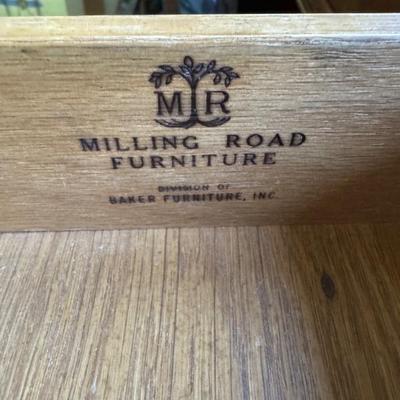 MR
MILLING ROAD
FURNITURE
DIVISION OF
BAKER FURNITURE, INC.